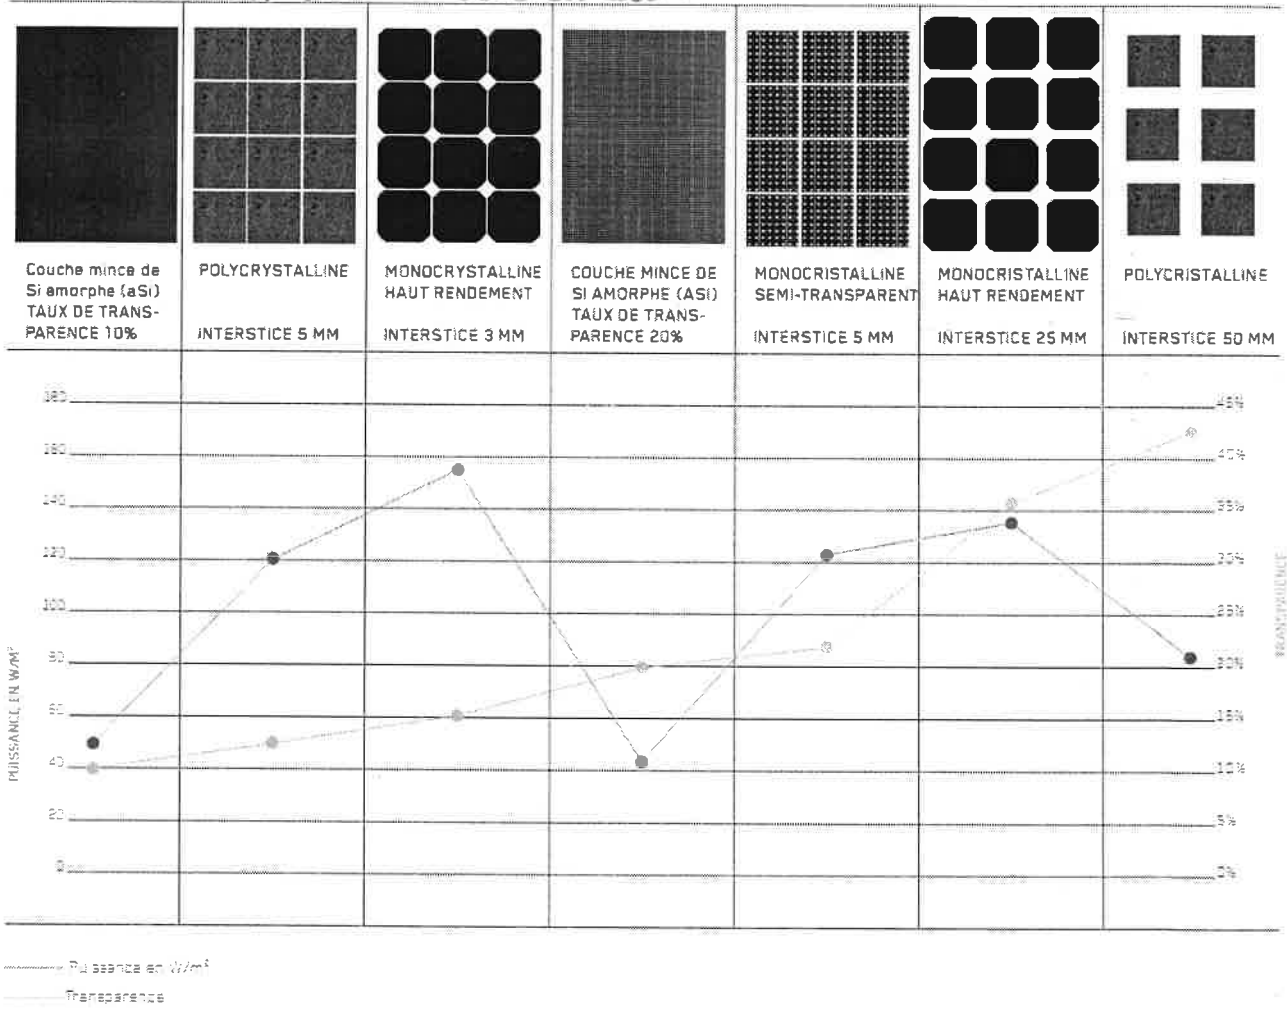 Couche mince de
Si amorphe (aSi)
TAUX DE TRANS-
PARENCE 10%
POLYCRYSTALLINE
INTERSTICE 5 MM
MONOCRYSTALLINE
HAUT RENDEMENT
INTERSTICE 3 MM
COUCHE MINCE DE
SI AMORPHE (ASI)
TAUX DE TRANS-
PARENCE 20%
MONOCRISTALLINE
SEMI-TRANSPARENT
INTERSTICE 5 MM
MONOCRISTALLINE
HAUT RENDEMENT
INTERSTICE 25 MM
POLYCRISTALLINE
INTERSTICE 50 MM
180
160
140
120
100
80
60
40
20
0
PUISSANCE EN W/M²
45%
40%
35%
30%
25%
20%
15%
10%
5%
0%
TRANSPARENCE
Puissance en W/m²
Transparence